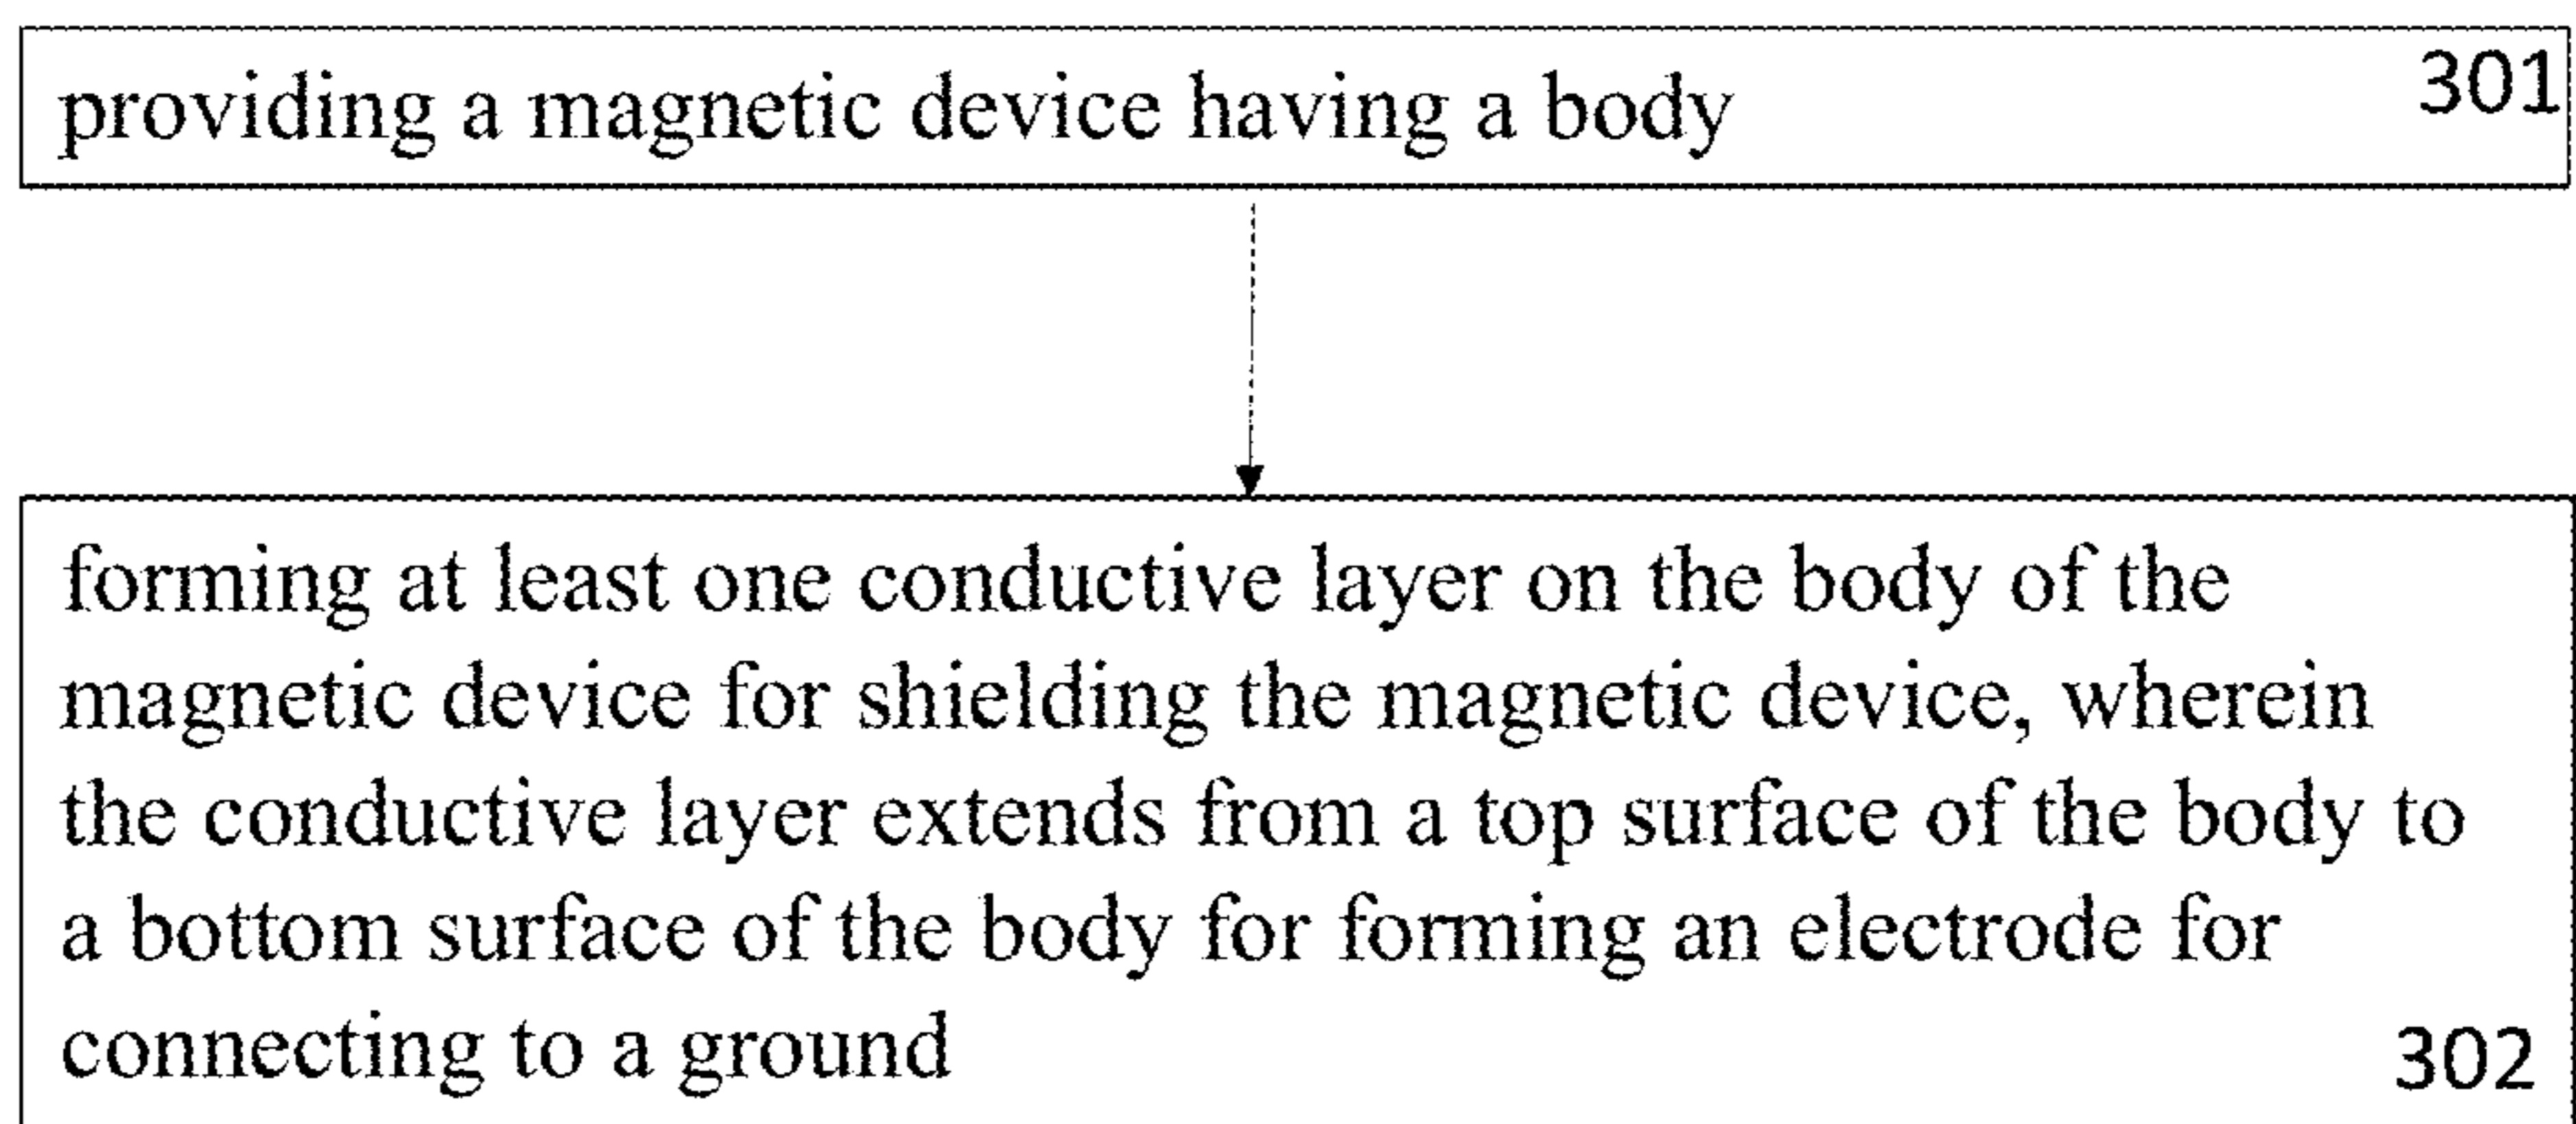 providing a magnetic device having a body 301
forming at least one conductive layer on the body of the
magnetic device for shielding the magnetic device, wherein
the conductive layer extends from a top surface of the body to
a bottom surface of the body for forming an electrode for
connecting to a ground 302